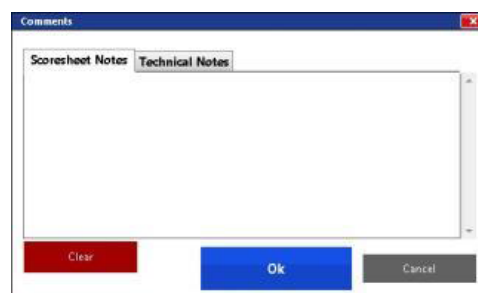 Comments
Scoresheet Notes
Technical Notes
Clear
Ok
Cancel